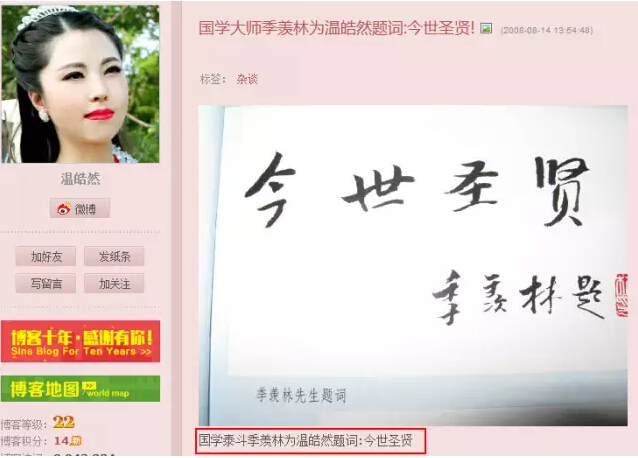 国学大师季羡林为温皓然题词:今世圣贤!
(2008-08-14 13:54:48)
标签: 杂谈
今世圣贤
季羡林题
季羡林先生题词
国学泰斗季羡林为温皓然题词:今世圣贤
温皓然
微博
加好友 发纸条
写留言 加关注
博客十年·感谢有你!
Sina Blog For Ten Years >>
博客地图 >>
world map
博客等级: 22
博客积分: 14